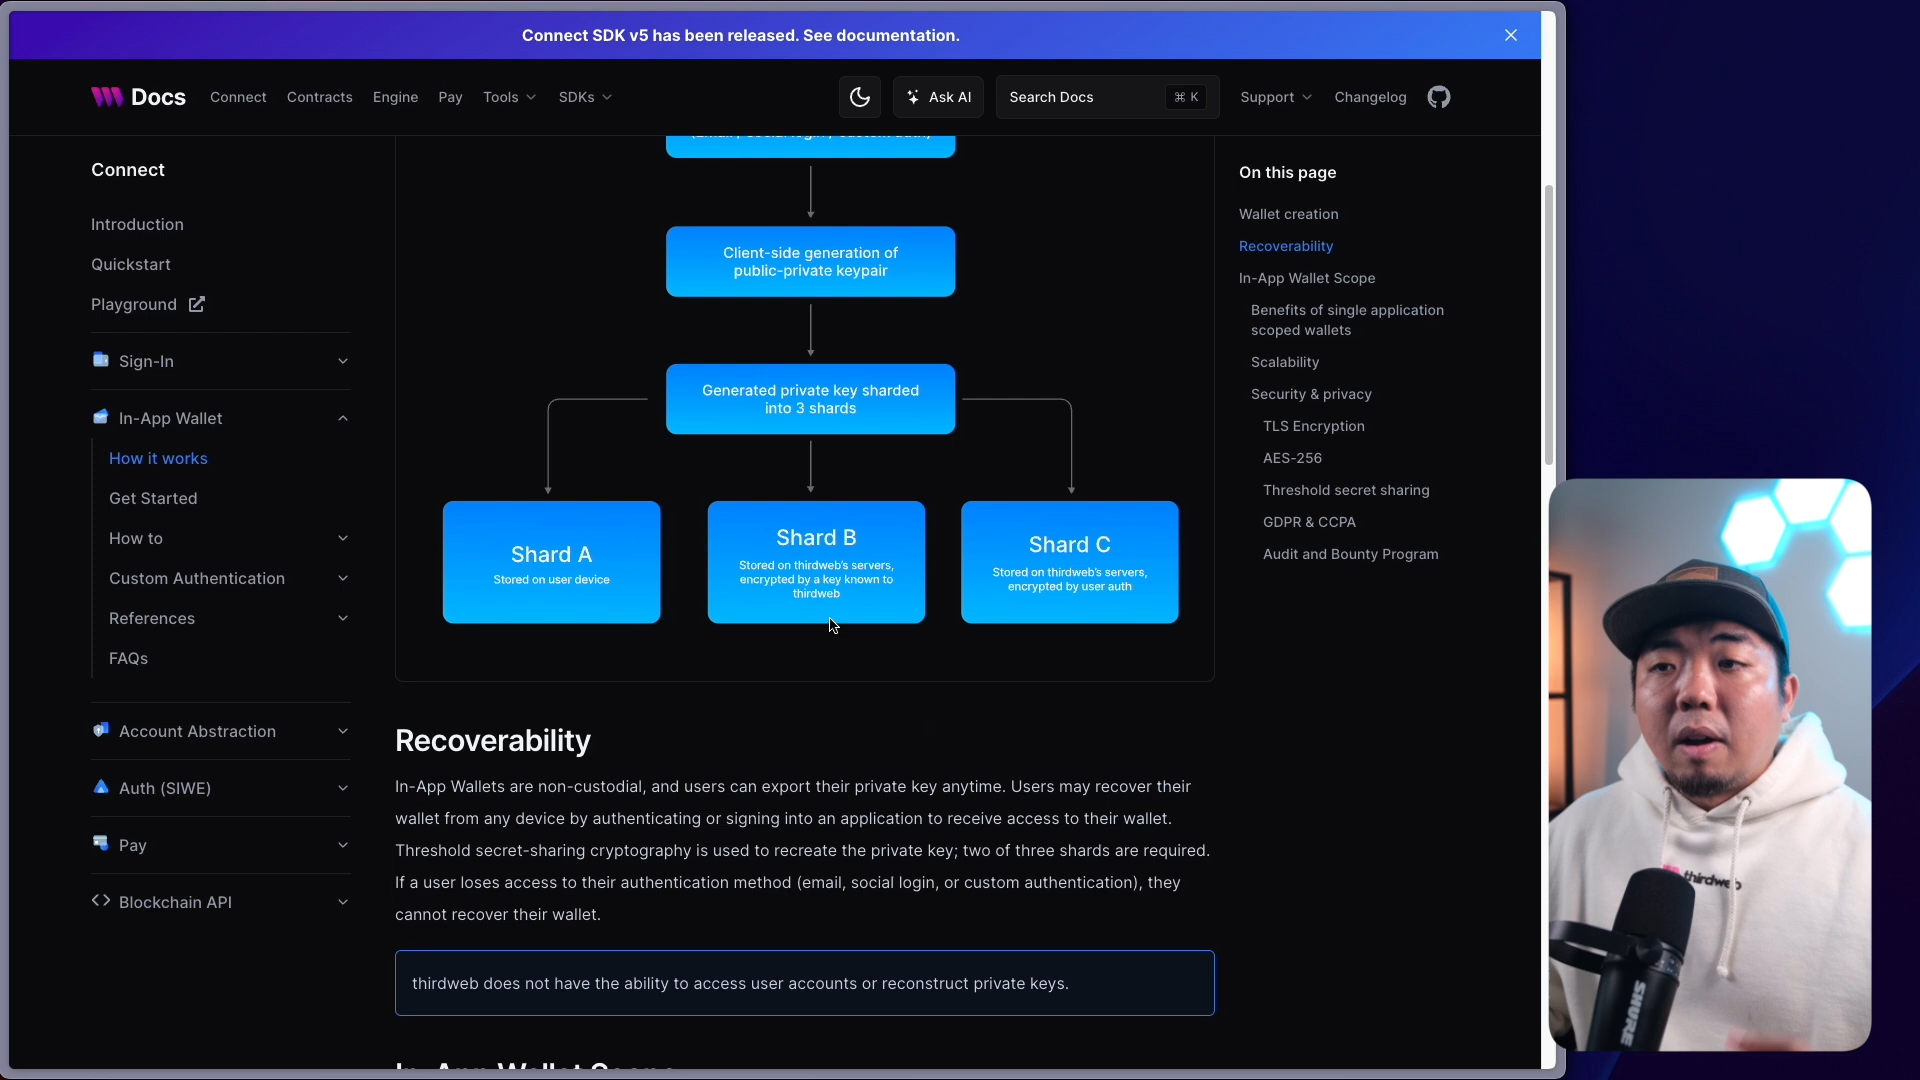 Connect SDK v5 has been released. See documentation.
Docs
Connect
Contracts
Engine
Pay
Tools
SDKs
Ask AI
Search Docs
⌘ K
Support
Changelog
Connect
Introduction
Quickstart
Playground
Sign-In
In-App Wallet
How it works
Get Started
How to
Custom Authentication
References
FAQs
Account Abstraction
Auth (SIWE)
Pay
Blockchain API
Client-side generation of
public-private keypair
Generated private key sharded
into 3 shards
Shard A
Stored on user device
Shard B
Stored on thirdweb's servers,
encrypted by a key known to
thirdweb
Shard C
Stored on thirdweb's servers,
encrypted by user auth
Recoverability
In-App Wallets are non-custodial, and users can export their private key anytime. Users may recover their
wallet from any device by authenticating or signing into an application to receive access to their wallet.
Threshold secret-sharing cryptography is used to recreate the private key; two of three shards are required.
If a user loses access to their authentication method (email, social login, or custom authentication), they
cannot recover their wallet.
thirdweb does not have the ability to access user accounts or reconstruct private keys.
In-App Wallet Scope
On this page
Wallet creation
Recoverability
In-App Wallet Scope
Benefits of single application
scoped wallets
Scalability
Security & privacy
TLS Encryption
AES-256
Threshold secret sharing
GDPR & CCPA
Audit and Bounty Program
thirdweb
SHURE